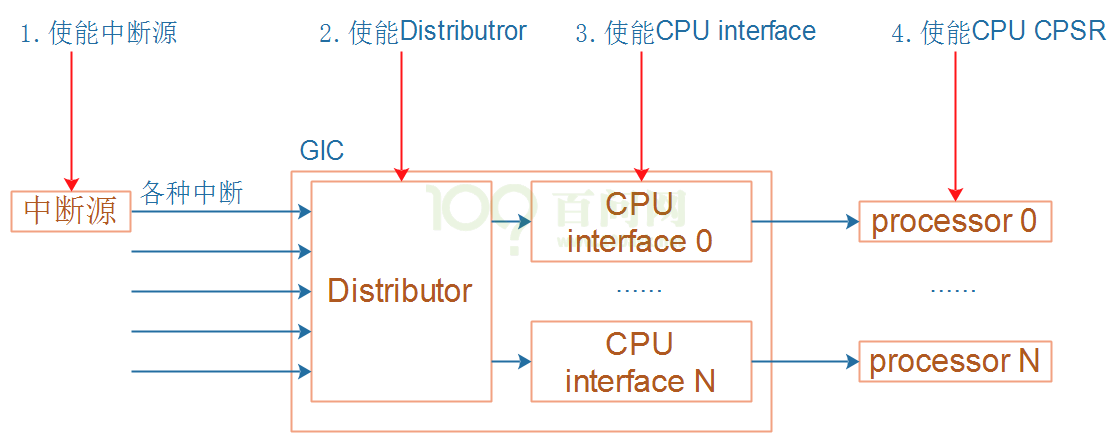 1.使能中断源
2.使能Distributror
3.使能CPU interface
4.使能CPU CPSR
GIC
中断源
各种中断
100?
百问网
Distributor
CPU
interface 0
processor 0
......
......
CPU
interface N
processor N